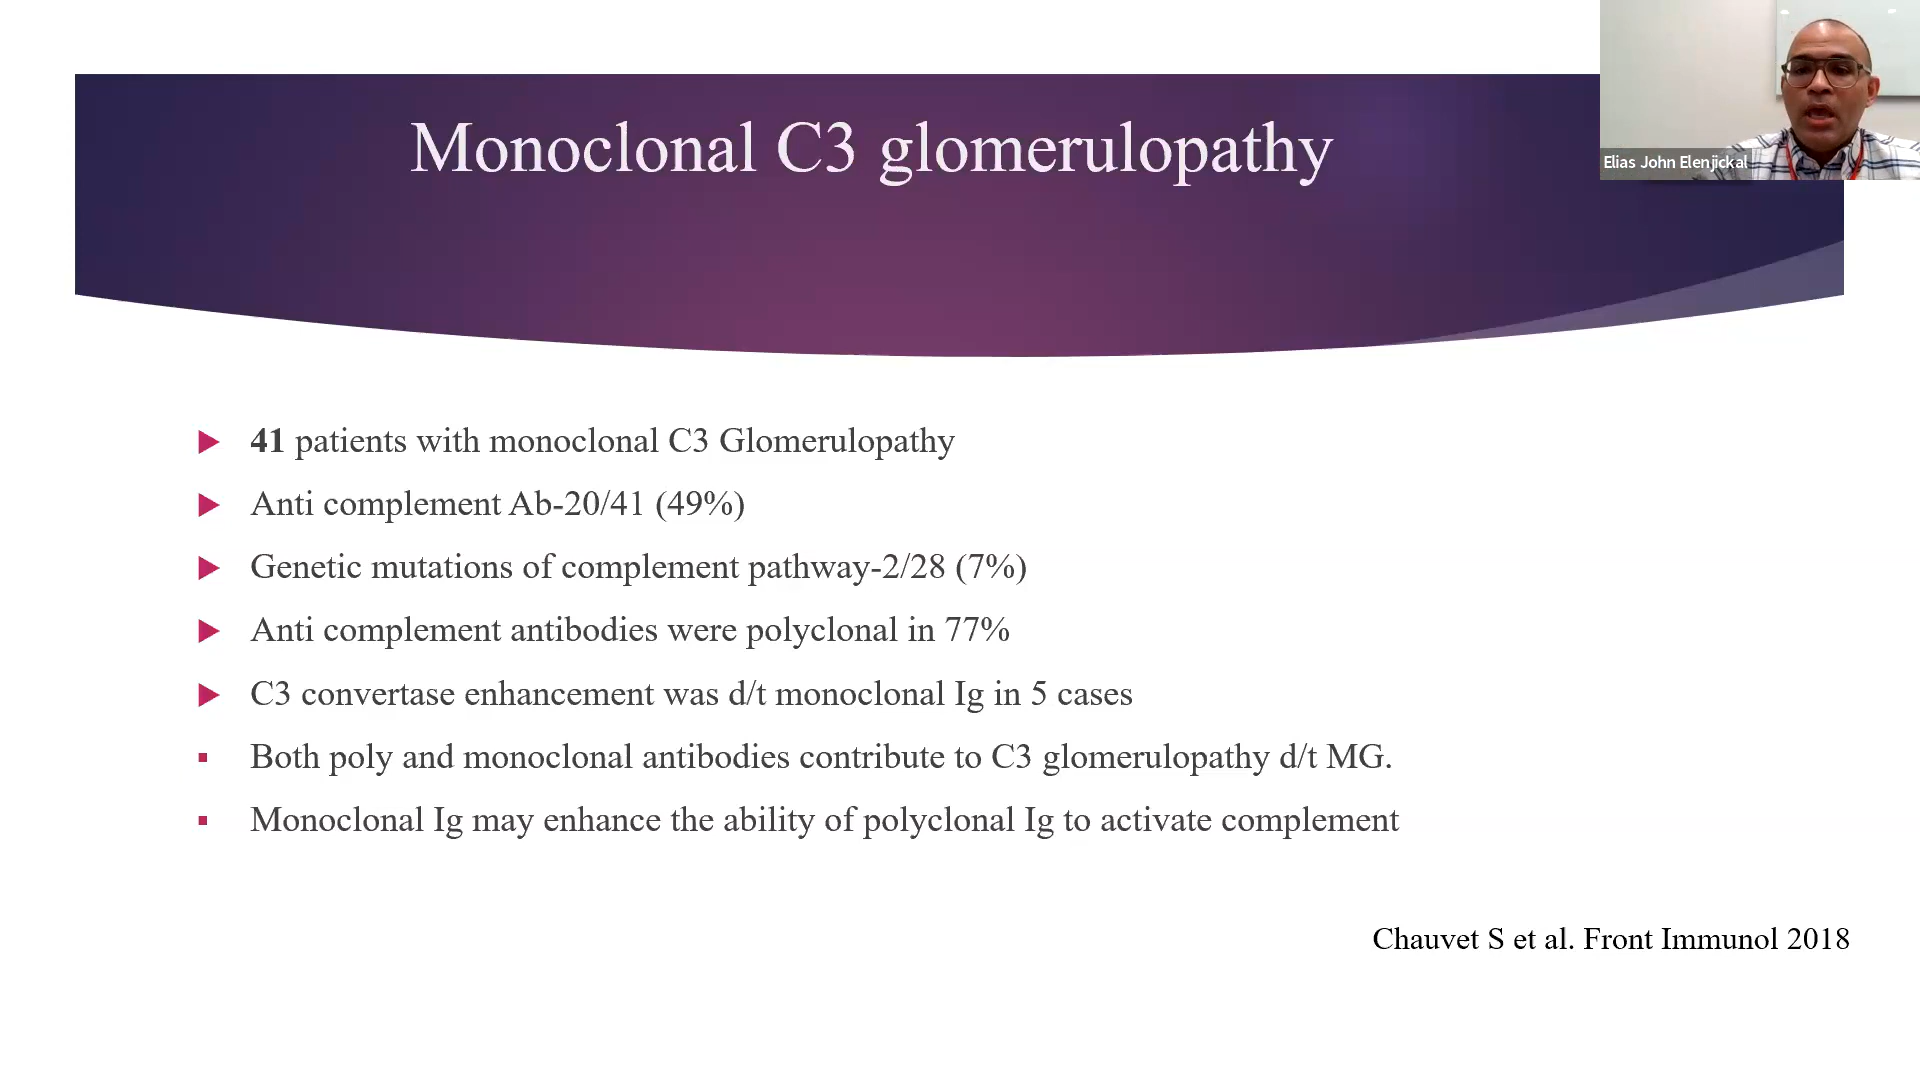 Monoclonal C3 glomerulopathy
Elias John Elenjickal
41 patients with monoclonal C3 Glomerulopathy
Anti complement Ab-20/41 (49%)
Genetic mutations of complement pathway-2/28 (7%)
Anti complement antibodies were polyclonal in 77%
C3 convertase enhancement was d/t monoclonal Ig in 5 cases
Both poly and monoclonal antibodies contribute to C3 glomerulopathy d/t MG.
Monoclonal Ig may enhance the ability of polyclonal Ig to activate complement
Chauvet S et al. Front Immunol 2018